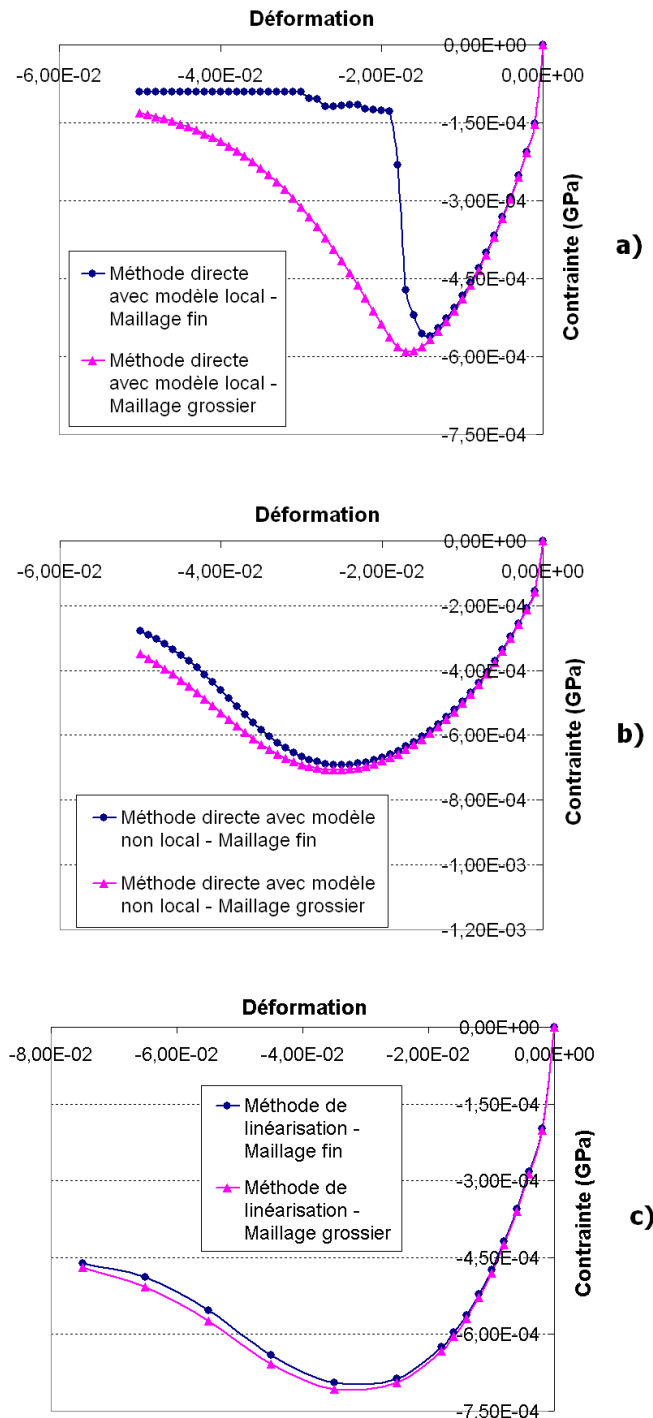 Déformation
-6,00E-02 -4,00E-02 -2,00E-02 0,00E+00
0,00E+00
-1,50E-04
-3,00E-04
-4,50E-04
-6,00E-04
-7,50E-04
Contrainte (GPa)
Méthode directe
avec modèle local -
Maillage fin
Méthode directe
avec modèle local -
Maillage grossier
a)
Déformation
-6,00E-02 -4,00E-02 -2,00E-02 0,00E+00
0,00E+00
-2,00E-04
-4,00E-04
-6,00E-04
-8,00E-04
-1,00E-03
-1,20E-03
Contrainte (GPa)
Méthode directe avec modèle
non local - Maillage fin
Méthode directe avec modèle
non local - Maillage grossier
b)
Déformation
-8,00E-02 -6,00E-02 -4,00E-02 -2,00E-02 0,00E+00
0,00E+00
-1,50E-04
-3,00E-04
-4,50E-04
-6,00E-04
-7,50E-04
Contrainte (GPa)
Méthode de
linéarisation -
Maillage fin
Méthode de
linéarisation -
Maillage grossier
c)